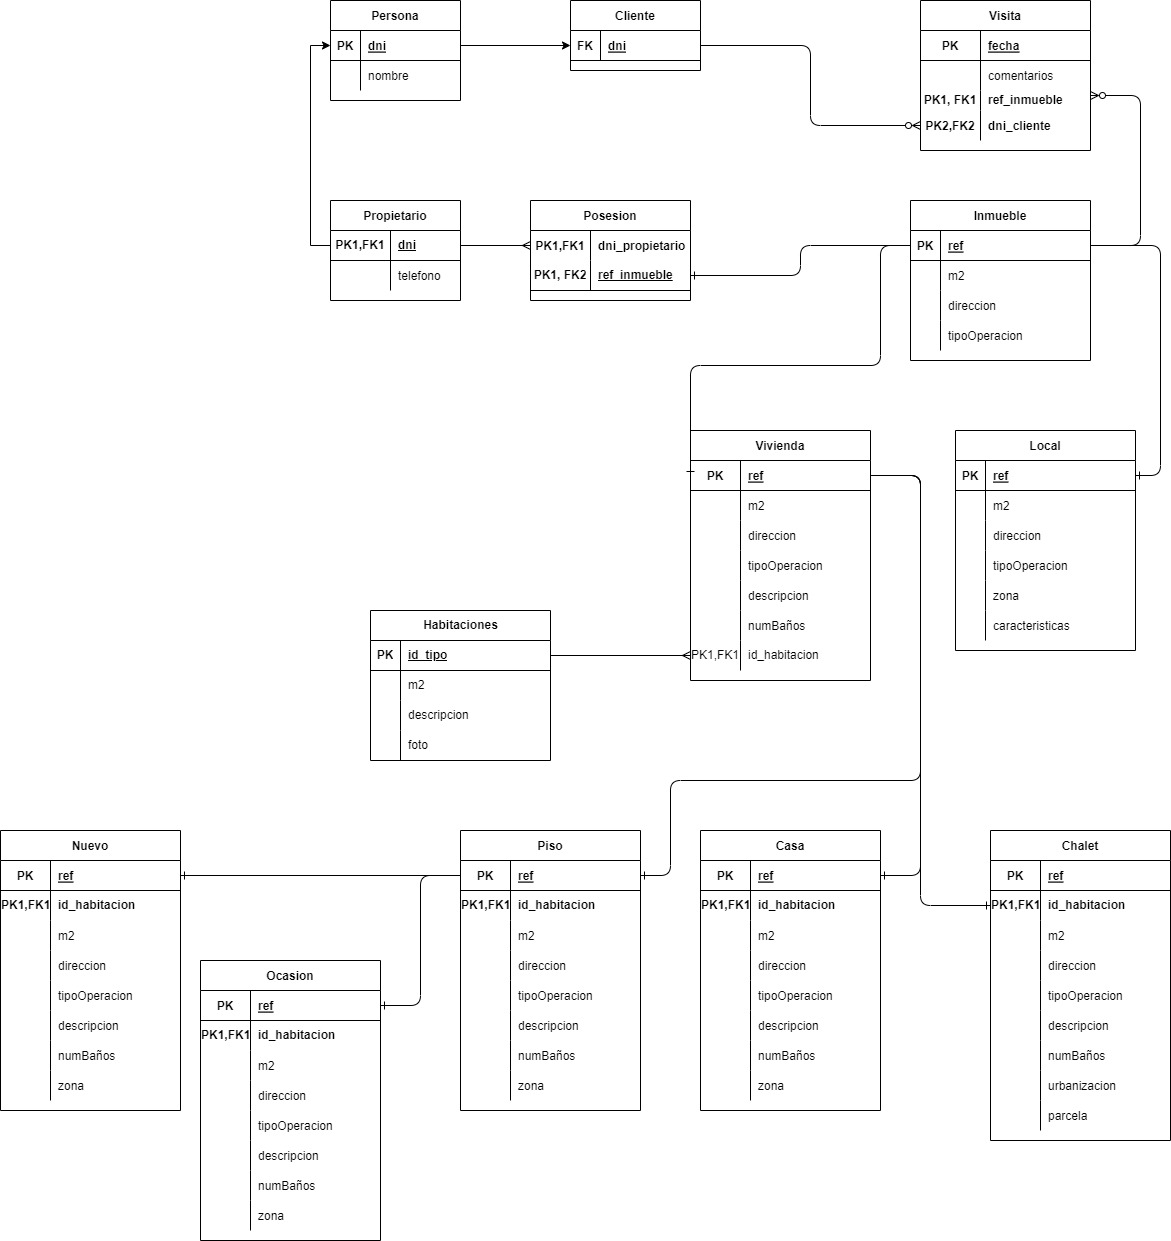 Persona
PK dni
nombre
Cliente
FK dni
Visita
PK fecha
comentarios
PK1, FK1 ref_inmueble
PK2,FK2 dni_cliente
Propietario
PK1,FK1 dni
telefono
Posesion
PK1,FK1 dni_propietario
PK1, FK2 ref_inmueble
Inmueble
PK ref
m2
direccion
tipoOperacion
Vivienda
PK ref
m2
direccion
tipoOperacion
descripcion
numBaños
PK1,FK1 id_habitacion
Local
PK ref
m2
direccion
tipoOperacion
zona
caracteristicas
Habitaciones
PK id_tipo
m2
descripcion
foto
Nuevo
PK ref
PK1,FK1 id_habitacion
m2
direccion
tipoOperacion
descripcion
numBaños
zona
Ocasion
PK ref
PK1,FK1 id_habitacion
m2
direccion
tipoOperacion
descripcion
numBaños
zona
Piso
PK ref
PK1,FK1 id_habitacion
m2
direccion
tipoOperacion
descripcion
numBaños
zona
Casa
PK ref
PK1,FK1 id_habitacion
m2
direccion
tipoOperacion
descripcion
numBaños
zona
Chalet
PK ref
PK1,FK1 id_habitacion
m2
direccion
tipoOperacion
descripcion
numBaños
urbanizacion
parcela